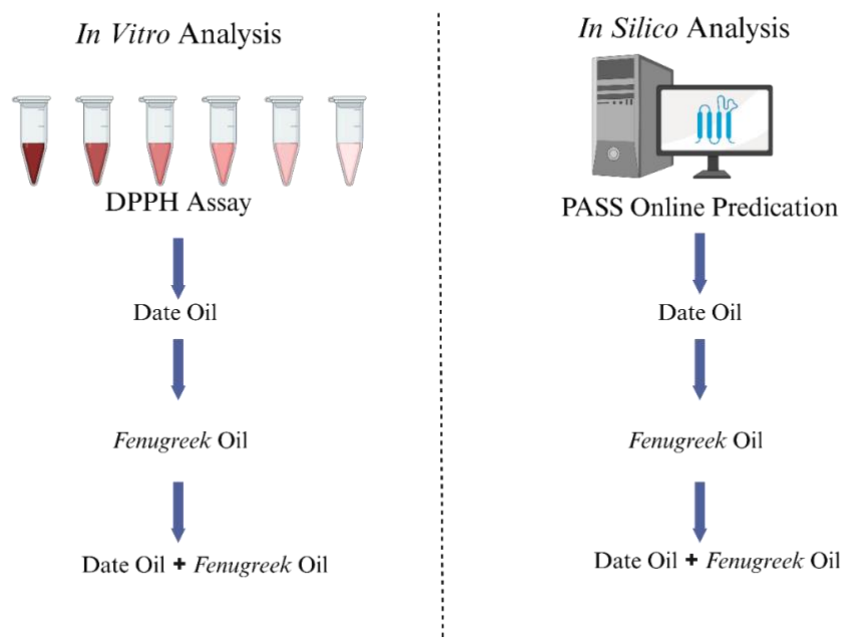 In Vitro Analysis
DPPH Assay
Date Oil
Fenugreek Oil
Date Oil + Fenugreek Oil
In Silico Analysis
PASS Online Predication
Date Oil
Fenugreek Oil
Date Oil + Fenugreek Oil